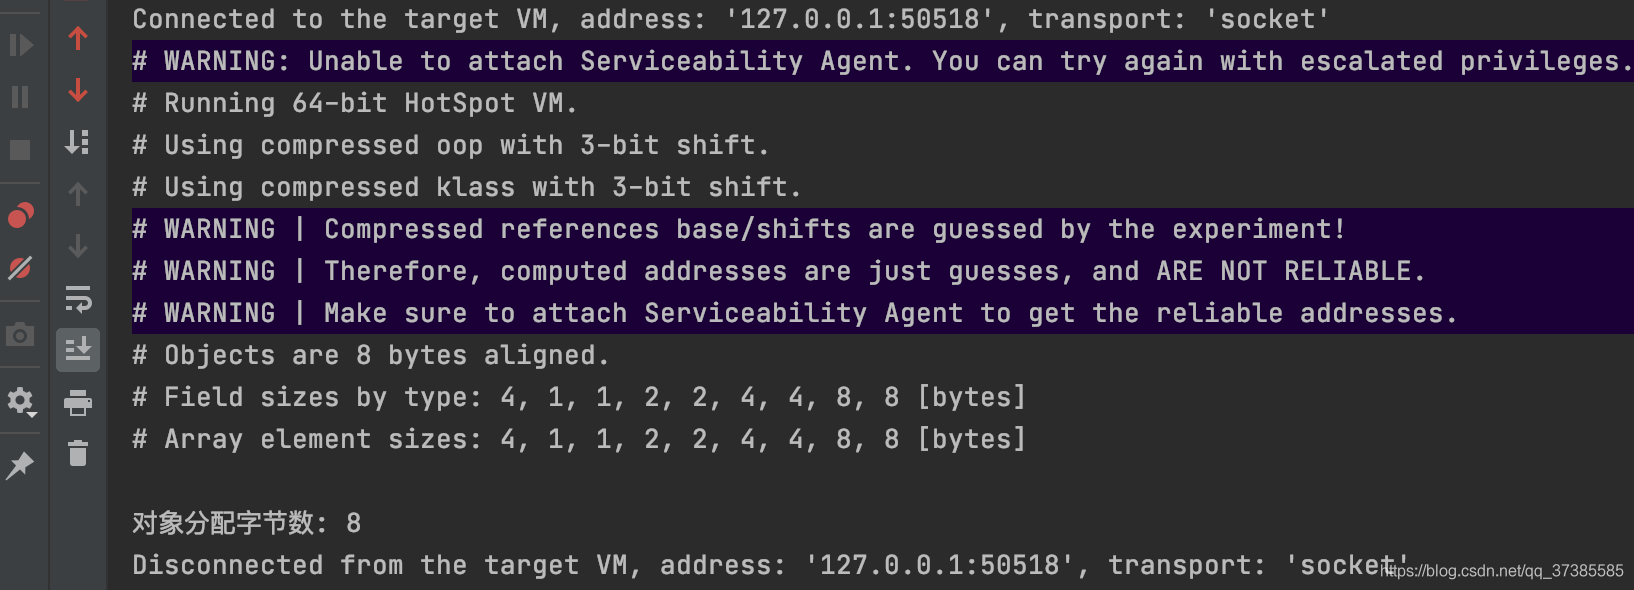 Connected to the target VM, address: '127.0.0.1:50518', transport: 'socket'
# WARNING: Unable to attach Serviceability Agent. You can try again with escalated privileges.
# Running 64-bit HotSpot VM.
# Using compressed oop with 3-bit shift.
# Using compressed klass with 3-bit shift.
# WARNING | Compressed references base/shifts are guessed by the experiment!
# WARNING | Therefore, computed addresses are just guesses, and ARE NOT RELIABLE.
# WARNING | Make sure to attach Serviceability Agent to get the reliable addresses.
# Objects are 8 bytes aligned.
# Field sizes by type: 4, 1, 1, 2, 2, 4, 4, 8, 8 [bytes]
# Array element sizes: 4, 1, 1, 2, 2, 4, 4, 8, 8 [bytes]
对象分配字节数: 8
Disconnected from the target VM, address: '127.0.0.1:50518', transport: 'socket'
https://blog.csdn.net/qq_37385585